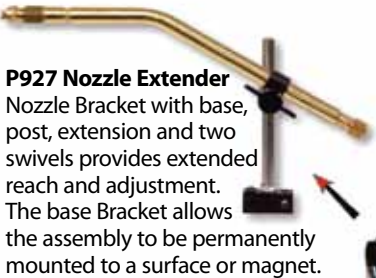 P927 Nozzle Extender
Nozzle Bracket with base,
post, extension and two
swivels provides extended
reach and adjustment.
The base Bracket allows
the assembly to be permanently
mounted to a surface or magnet.